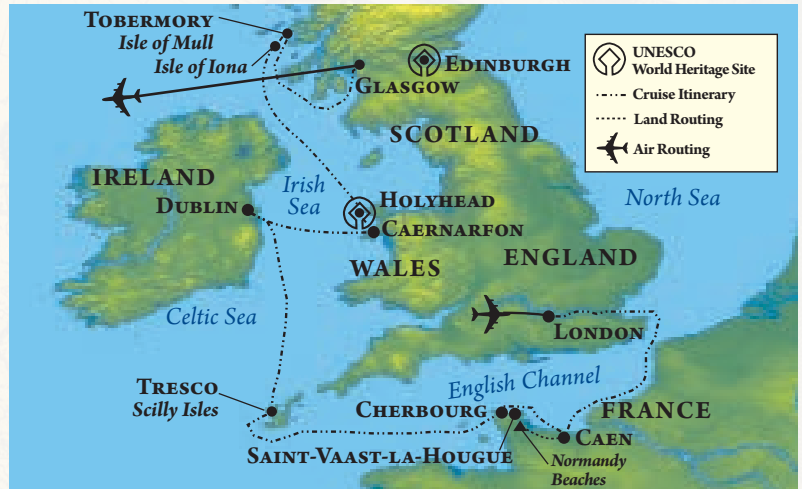 TOBERMORY
Isle of Mull
Isle of Iona
GLASGOW
EDINBURGH
UNESCO
World Heritage Site
Cruise Itinerary
Land Routing
Air Routing
SCOTLAND
IRELAND
DUBLIN
Irish
Sea
HOLYHEAD
CAERNARFON
North Sea
WALES
ENGLAND
Celtic Sea
LONDON
TRESCO
Scilly Isles
English Channel
CHERBOURG
FRANCE
CAEN
SAINT-VAAST-LA-HOUGUE
Normandy
Beaches